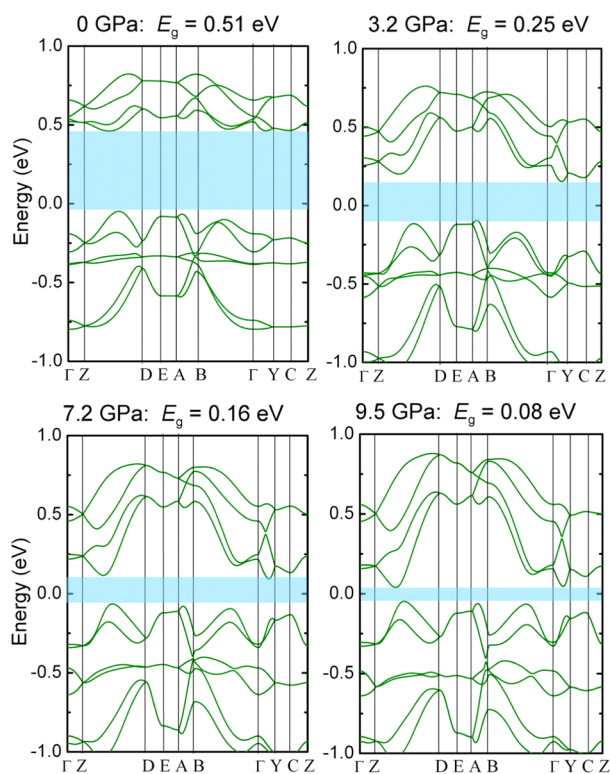 0 GPa: Eg = 0.51 eV
3.2 GPa: Eg = 0.25 eV
1.0
0.5
0.0
-0.5
-1.0
Energy (eV)
Γ Z D E A B Γ Y C Z
1.0
0.5
0.0
-0.5
-1.0
Γ Z D E A B Γ Y C Z
7.2 GPa: Eg = 0.16 eV
9.5 GPa: Eg = 0.08 eV
1.0
0.5
0.0
-0.5
-1.0
Energy (eV)
Γ Z D E A B Γ Y C Z
1.0
0.5
0.0
-0.5
-1.0
Γ Z D E A B Γ Y C Z